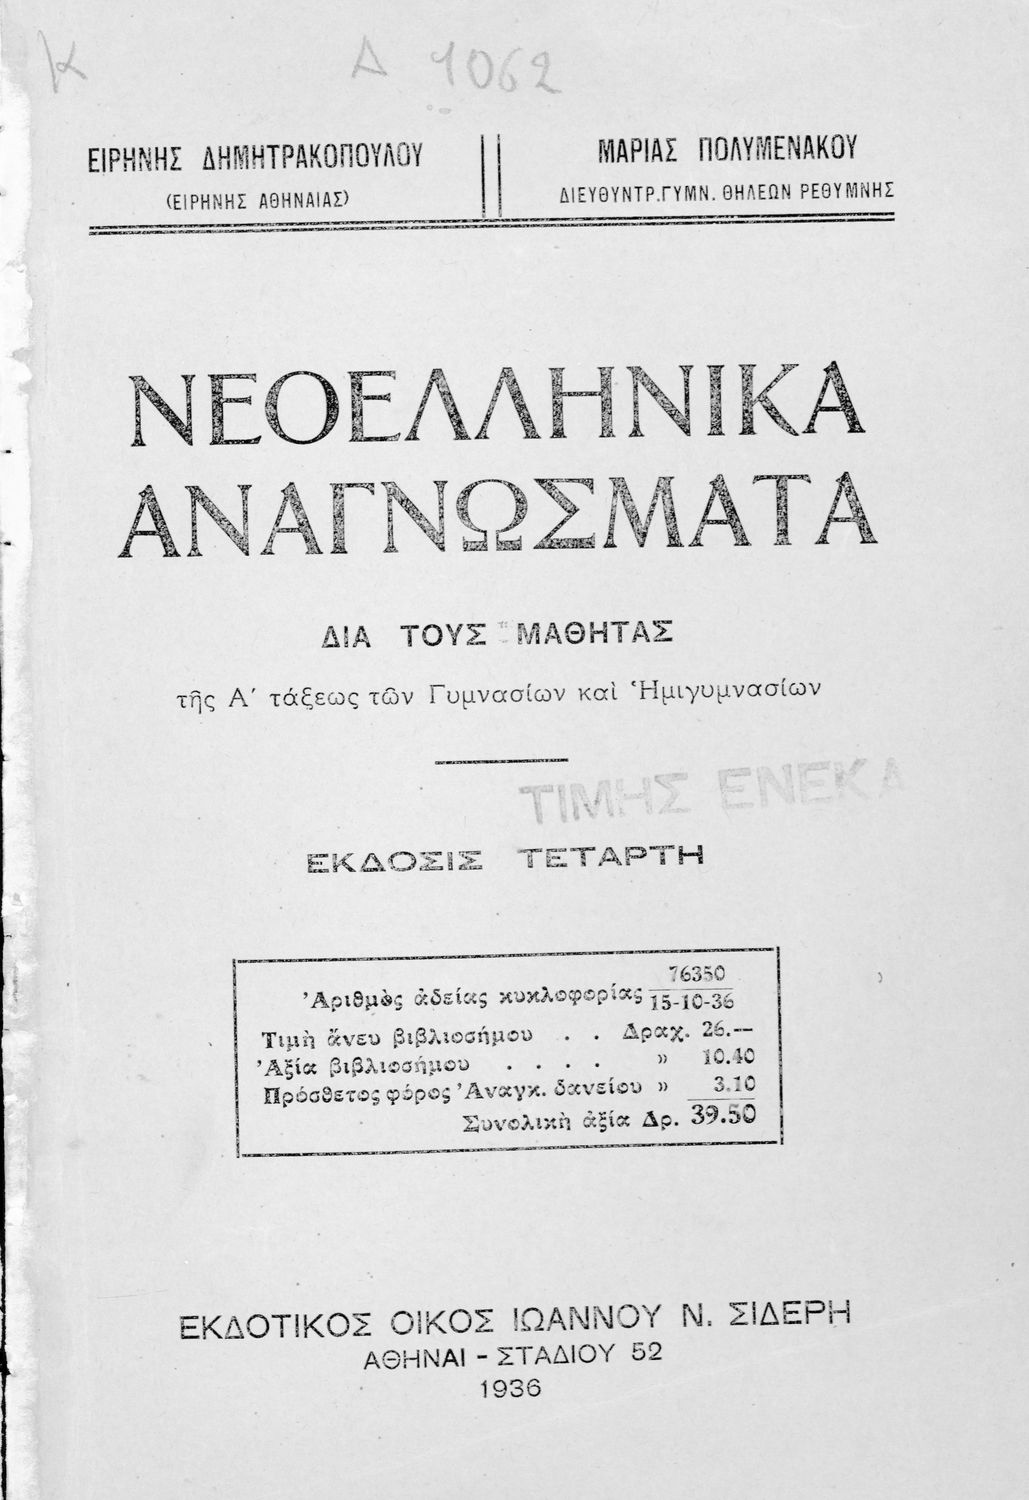 Κ Δ 1062
ΕΙΡΗΝΗΣ ΔΗΜΗΤΡΑΚΟΠΟΥΛΟΥ
(ΕΙΡΗΝΗΣ ΑΘΗΝΑΙΑΣ)
ΜΑΡΙΑΣ ΠΟΛΥΜΕΝΑΚΟΥ
ΔΙΕΥΘΥΝΤΡ.ΓΥΜΝ. ΘΗΛΕΩΝ ΡΕΘΥΜΝΗΣ
ΝΕΟΕΛΛΗΝΙΚΑ
ΑΝΑΓΝΩΣΜΑΤΑ
ΔΙΑ ΤΟΥΣ ΜΑΘΗΤΑΣ
τῆς Α′ τάξεως τῶν Γυμνασίων καὶ Ἡμιγυμνασίων
ΤΙΜΗΣ ΕΝΕΚΑ
ΕΚΔΟΣΙΣ ΤΕΤΑΡΤΗ
Ἀριθμὸς ἀδείας κυκλοφορίας 76350
15-10-36
Τιμὴ ἄνευ βιβλιοσήμου . . Δραχ. 26.—
Ἀξία βιβλιοσήμου . . . . » 10.40
Πρόσθετος φόρος Ἀναγκ. δανείου » 3.10
Συνολικὴ ἀξία Δρ. 39.50
ΕΚΔΟΤΙΚΟΣ ΟΙΚΟΣ ΙΩΑΝΝΟΥ Ν. ΣΙΔΕΡΗ
ΑΘΗΝΑΙ - ΣΤΑΔΙΟΥ 52
1936